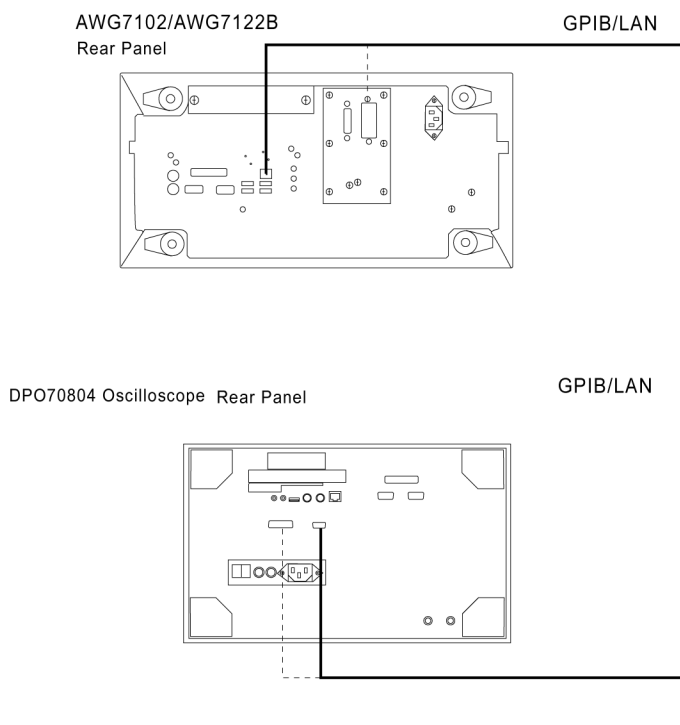 AWG7102/AWG7122B
GPIB/LAN
Rear Panel
GPIB/LAN
DPO70804 Oscilloscope Rear Panel